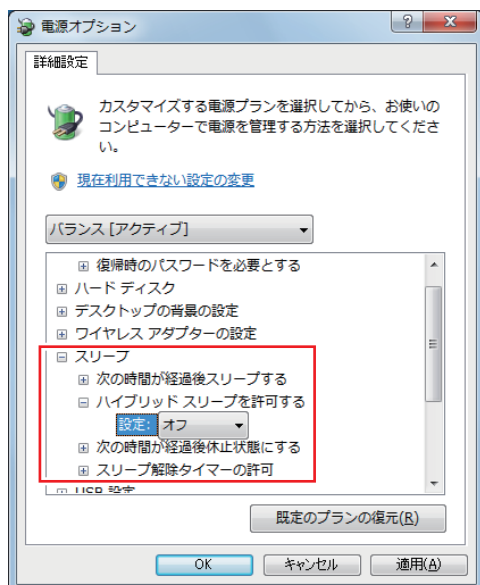 電源オプション
詳細設定
カスタマイズする電源プランを選択してから、お使いの
コンピューターで電源を管理する方法を選択してくださ
い。
現在利用できない設定の変更
バランス [アクティブ]
復帰時のパスワードを必要とする
ハード ディスク
デスクトップの背景の設定
ワイヤレス アダプターの設定
スリープ
次の時間が経過後スリープする
ハイブリッド スリープを許可する
設定: オフ
次の時間が経過後休止状態にする
スリープ解除タイマーの許可
USB 設定
既定のプランの復元(R)
OK キャンセル 適用(A)